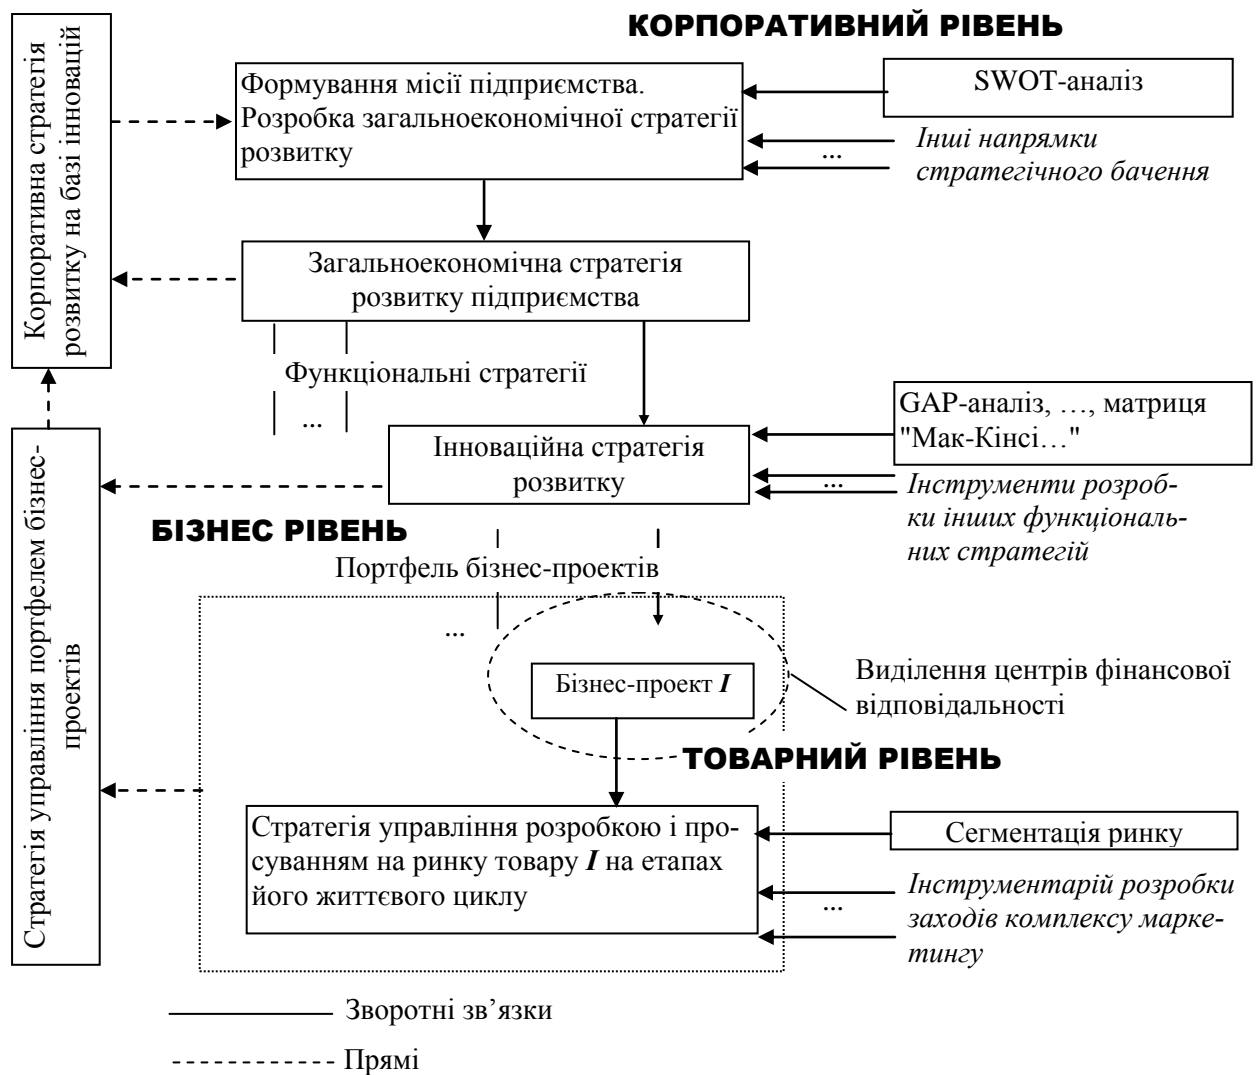 КОРПОРАТИВНИЙ РІВЕНЬ
Корпоративна стратегія
розвитку на базі інновацій
Формування місії підприємства.
Розробка загальноекономічної стратегії
розвитку
SWOT-аналіз
...
Інші напрямки
стратегічного бачення
Загальноекономічна стратегія
розвитку підприємства
Функціональні стратегії
...
GAP-аналіз, …, матриця
"Мак-Кінсі…"
Інноваційна стратегія
розвитку
...
Інструменти розроб-
ки інших функціональ-
них стратегій
Стратегія управління портфелем бізнес-
проектів
БІЗНЕС РІВЕНЬ
Портфель бізнес-проектів
...
Бізнес-проект I
Виділення центрів фінансової
відповідальності
ТОВАРНИЙ РІВЕНЬ
Стратегія управління розробкою і про-
суванням на ринку товару I на етапах
його життєвого циклу
Сегментація ринку
...
Інструментарій розробки
заходів комплексу марке-
тингу
Зворотні зв’язки
Прямі